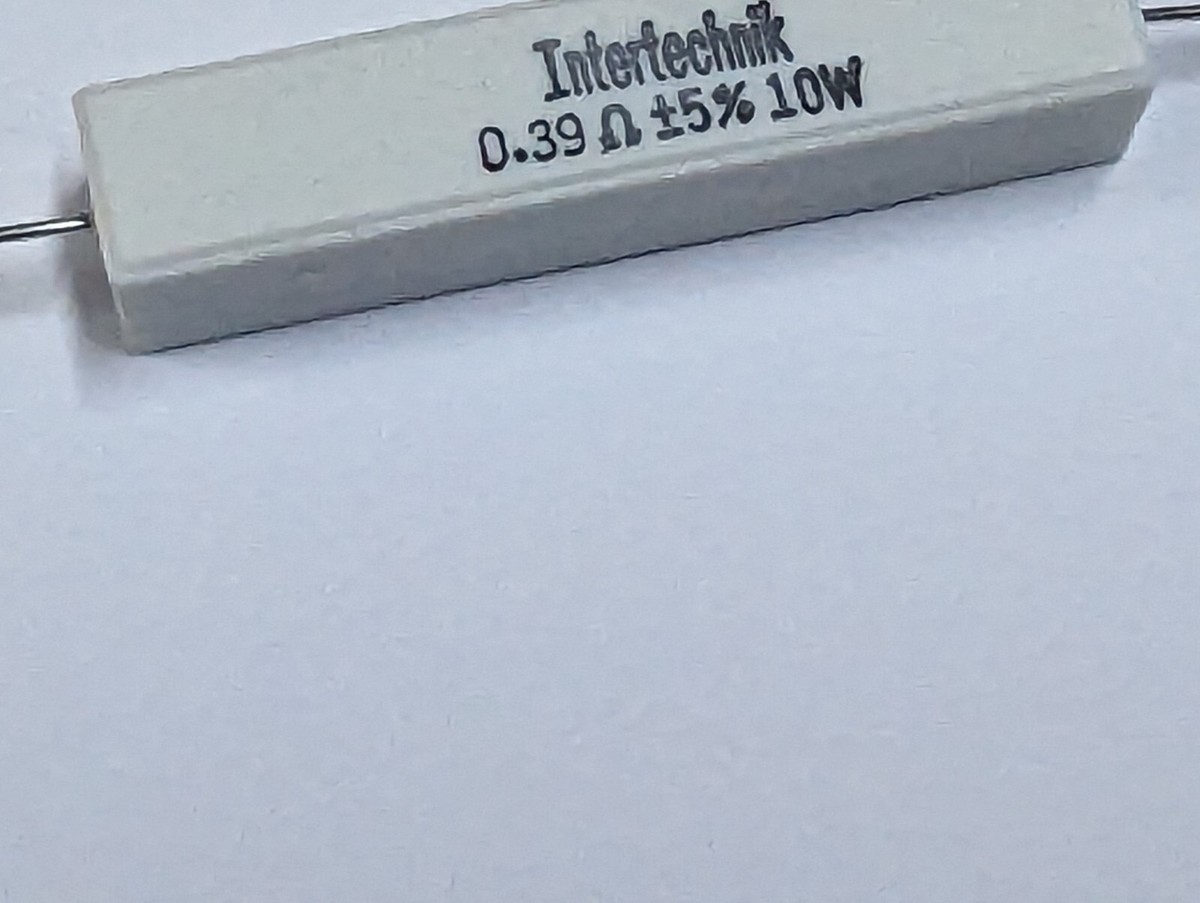 Intertechnik
0.39 Ω ±5% 10W